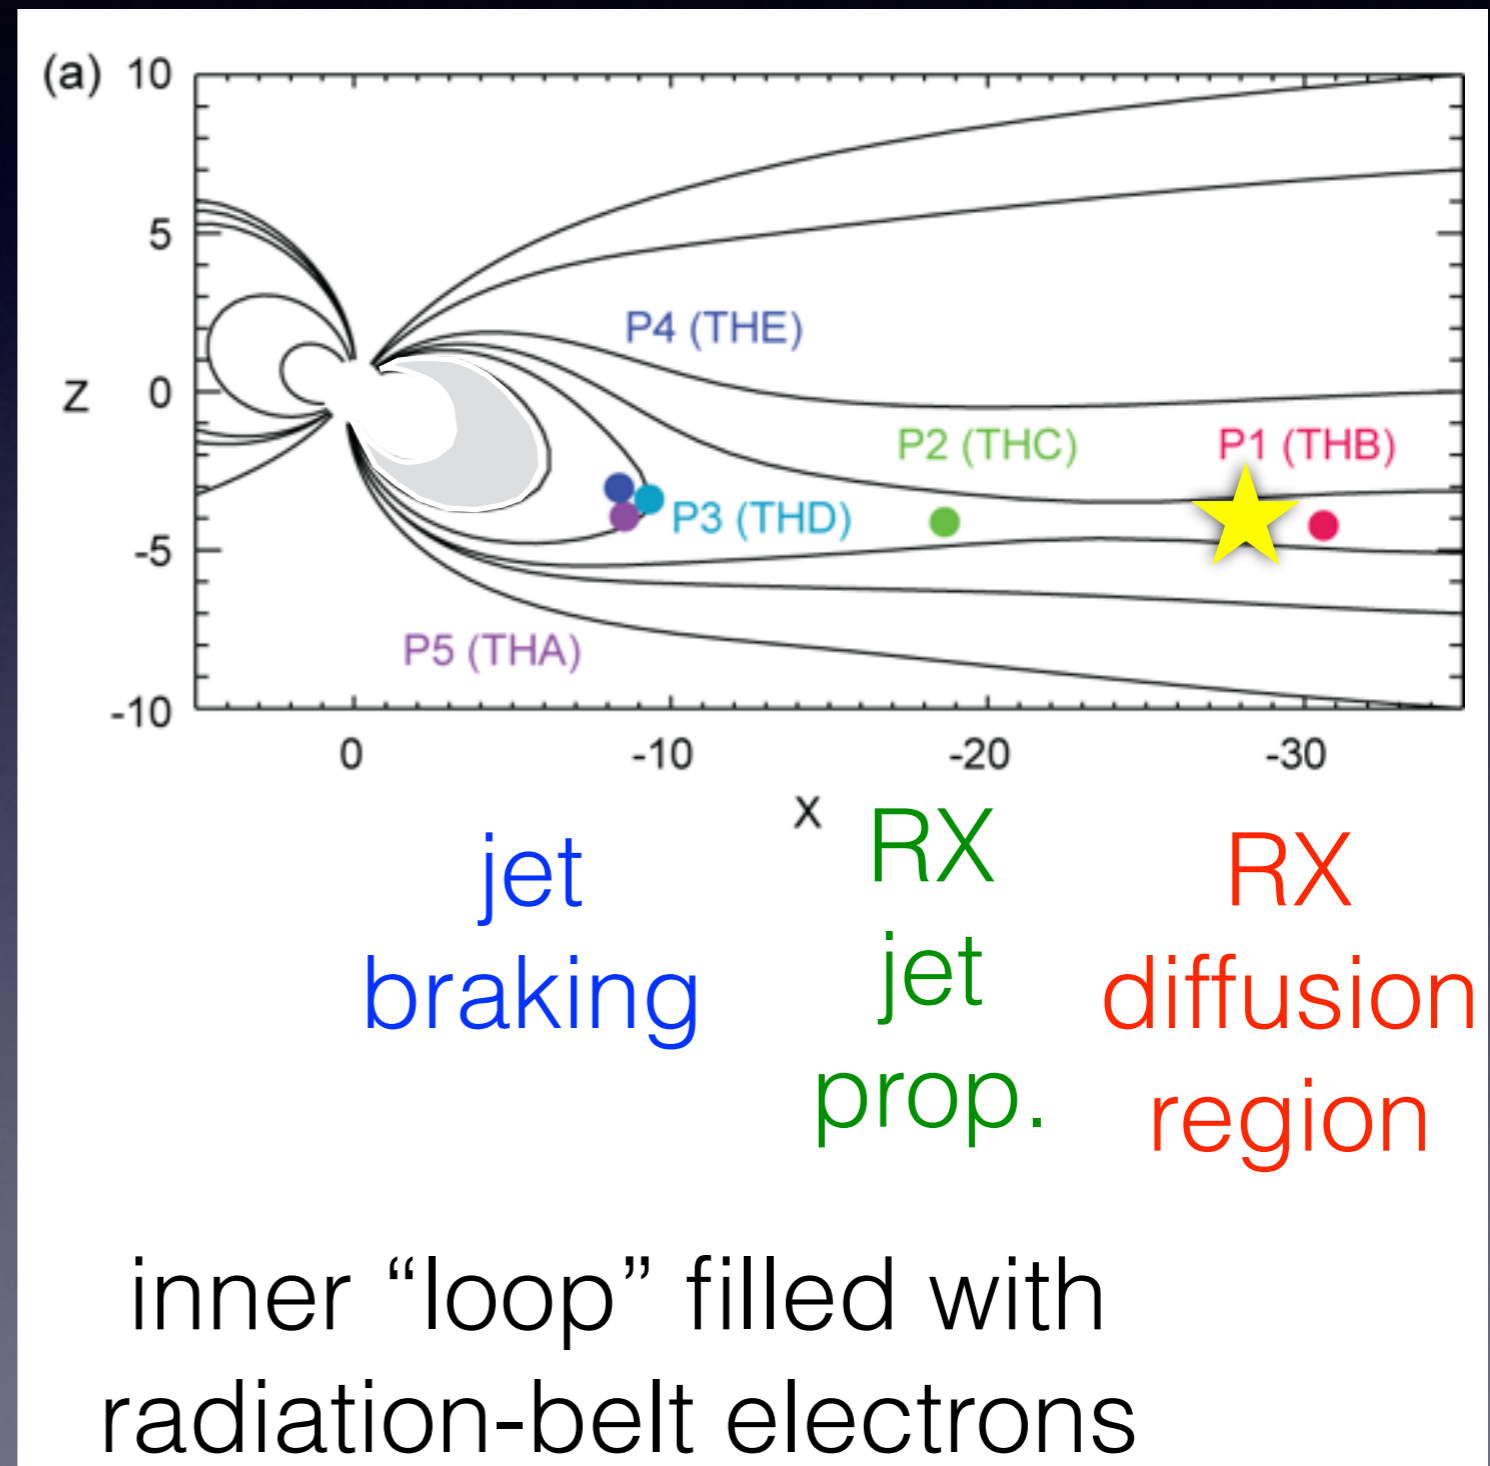 (a)
10
5
0
-5
-10
Z
P4 (THE)
P2 (THC)
P1 (THB)
P3 (THD)
P5 (THA)
0 -10 -20 -30
X
jet
braking
RX
jet
prop.
RX
diffusion
region
inner “loop” filled with
radiation-belt electrons